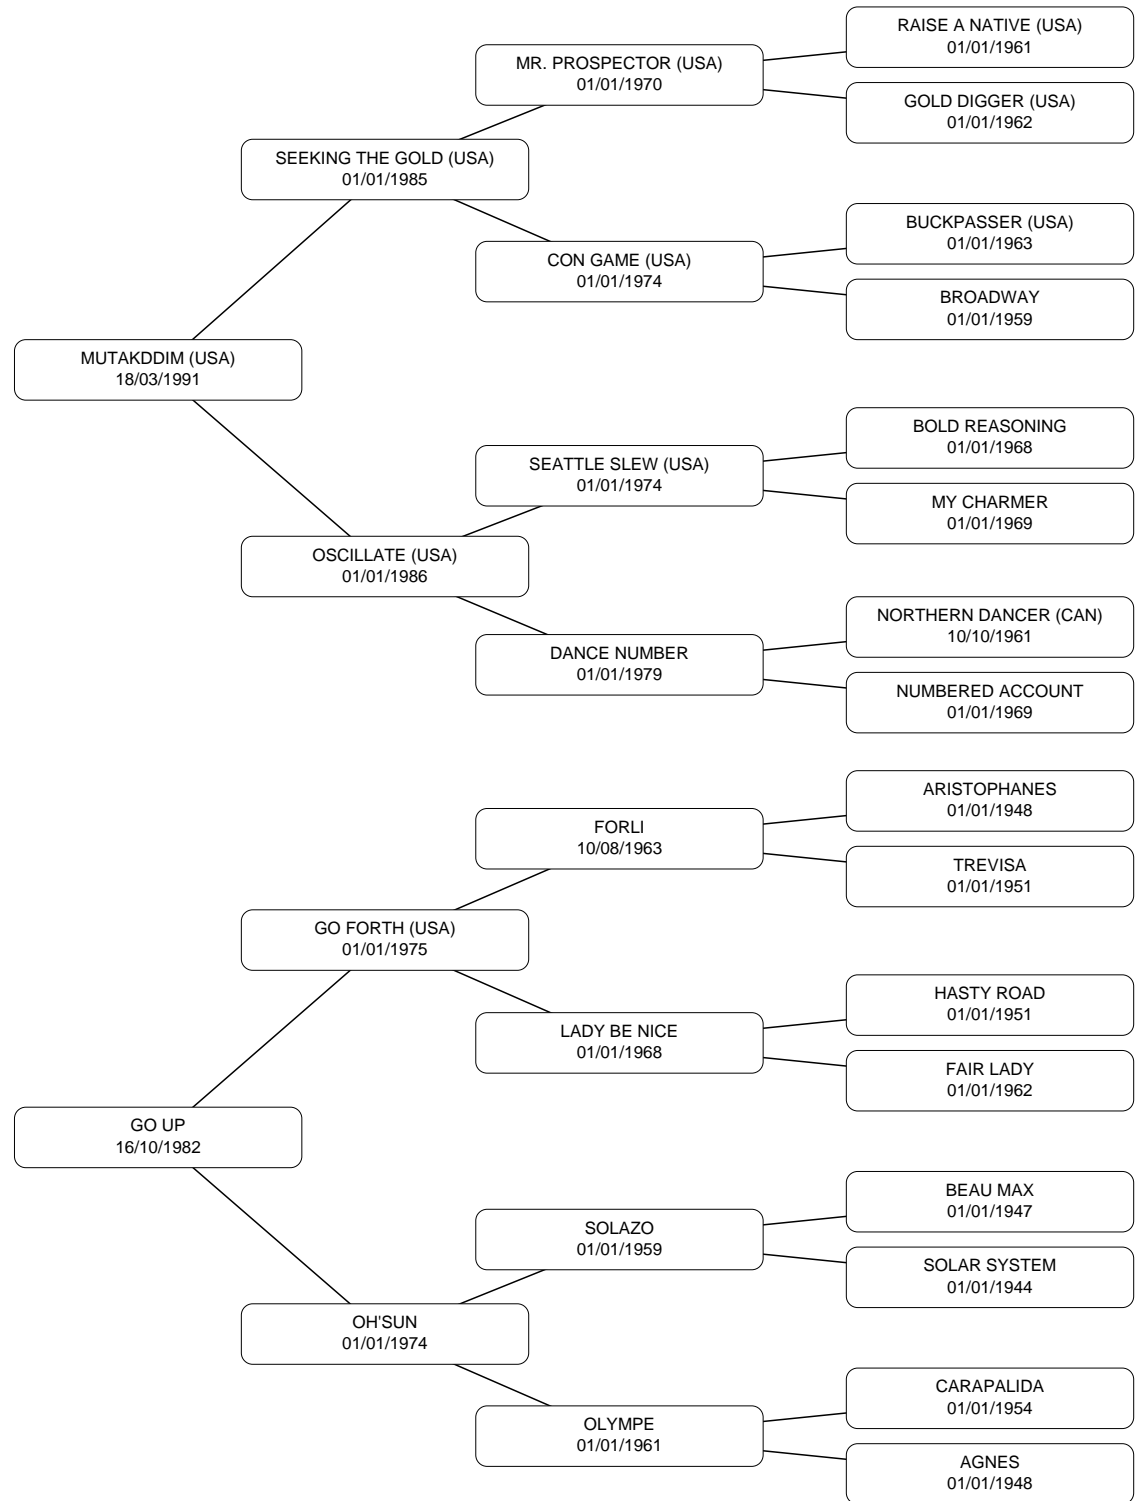 RAISE A NATIVE (USA)
01/01/1961
MR. PROSPECTOR (USA)
01/01/1970
GOLD DIGGER (USA)
01/01/1962
SEEKING THE GOLD (USA)
01/01/1985
BUCKPASSER (USA)
01/01/1963
CON GAME (USA)
01/01/1974
BROADWAY
01/01/1959
MUTAKDDIM (USA)
18/03/1991
BOLD REASONING
01/01/1968
SEATTLE SLEW (USA)
01/01/1974
MY CHARMER
01/01/1969
OSCILLATE (USA)
01/01/1986
NORTHERN DANCER (CAN)
10/10/1961
DANCE NUMBER
01/01/1979
NUMBERED ACCOUNT
01/01/1969
ARISTOPHANES
01/01/1948
FORLI
10/08/1963
TREVISA
01/01/1951
GO FORTH (USA)
01/01/1975
HASTY ROAD
01/01/1951
LADY BE NICE
01/01/1968
FAIR LADY
01/01/1962
GO UP
16/10/1982
BEAU MAX
01/01/1947
SOLAZO
01/01/1959
SOLAR SYSTEM
01/01/1944
OH'SUN
01/01/1974
CARAPALIDA
01/01/1954
OLYMPE
01/01/1961
AGNES
01/01/1948